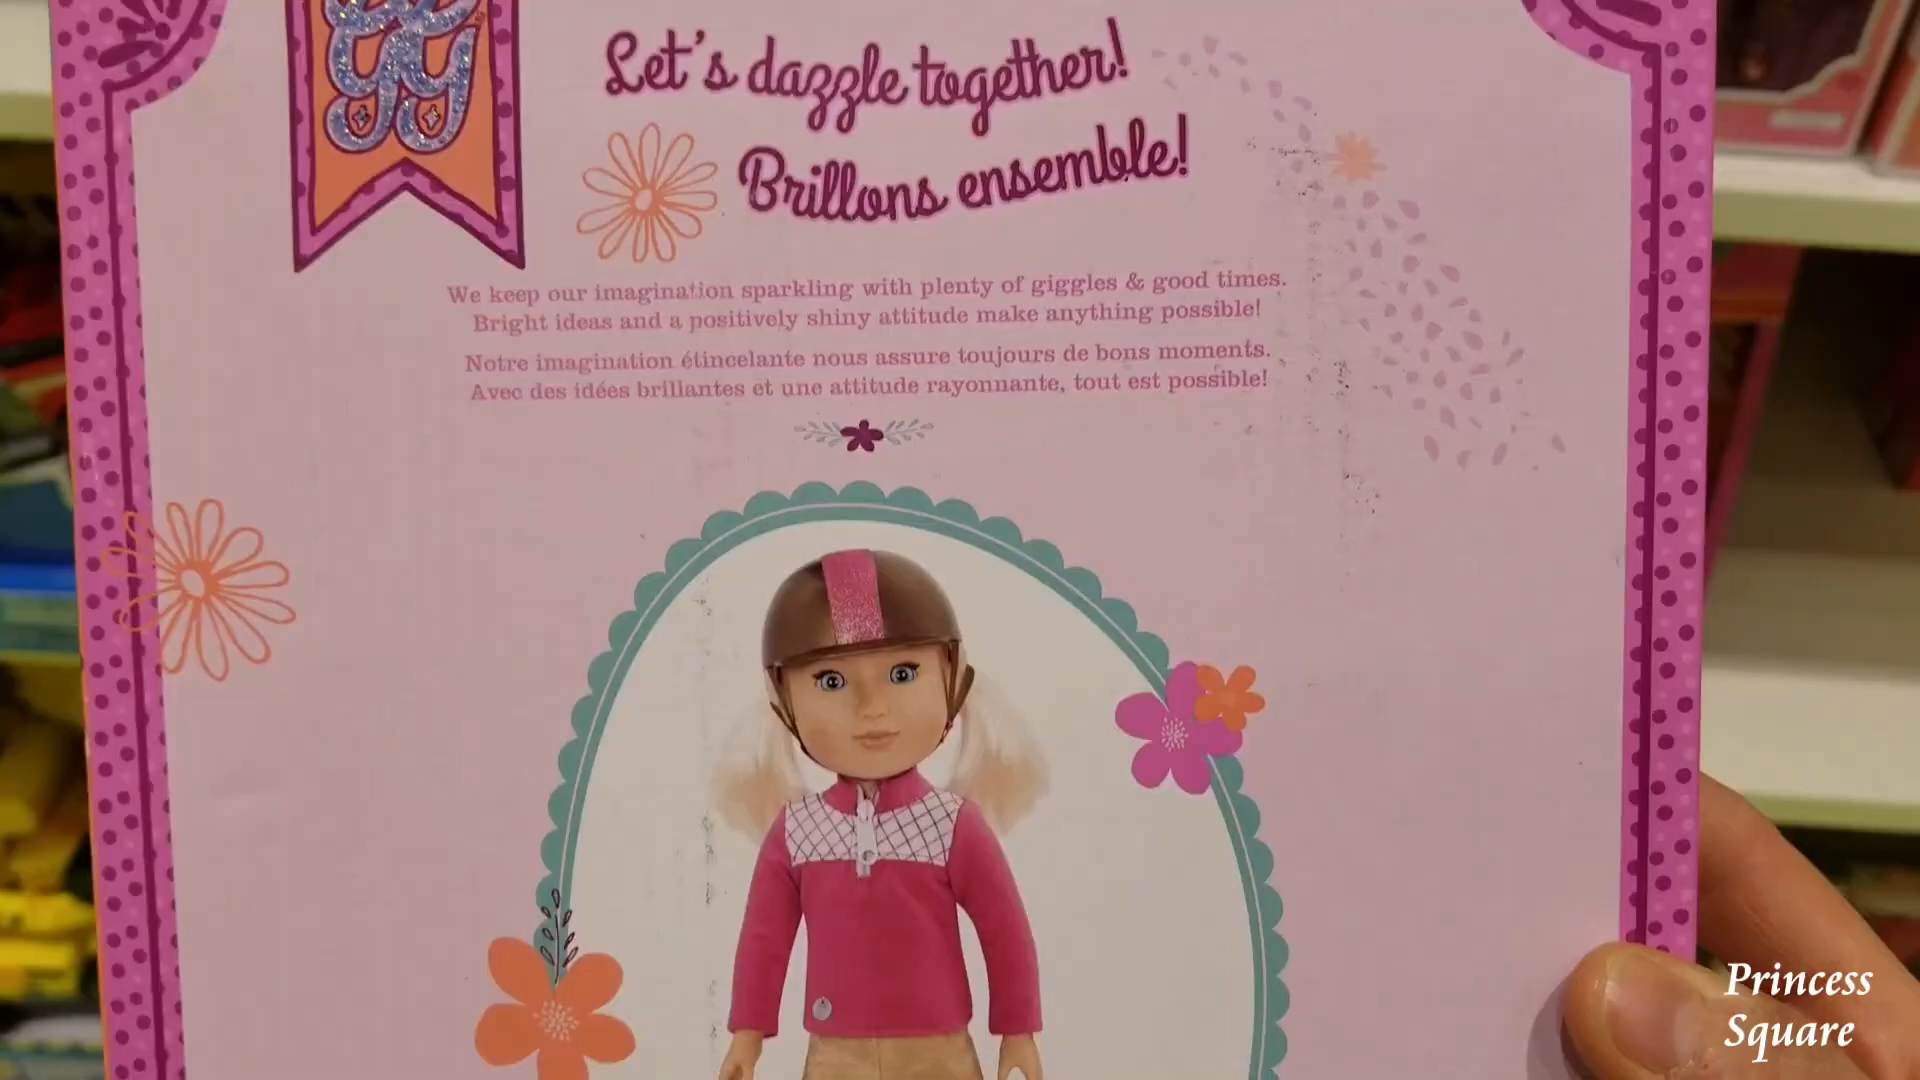 gg
Let's dazzle together!
Brillons ensemble!
We keep our imagination sparkling with plenty of giggles & good times.
Bright ideas and a positively shiny attitude make anything possible!
Notre imagination étincelante nous assure toujours de bons moments.
Avec des idées brillantes et une attitude rayonnante, tout est possible!
Princess
Square